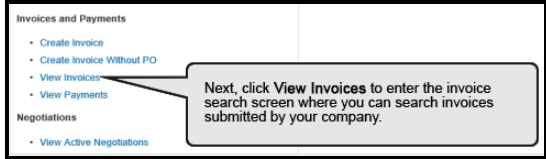 Invoices and Payments
• Create Invoice
• Create Invoice Without PO
• View Invoices
• View Payments
Negotiations
• View Active Negotiations
Next, click View Invoices to enter the invoice
search screen where you can search invoices
submitted by your company.